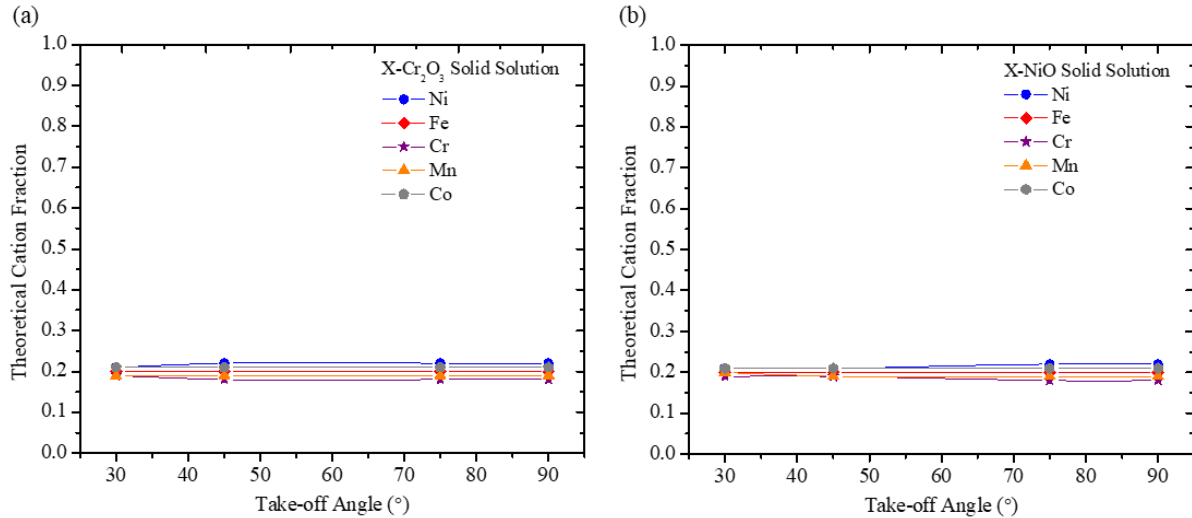 (a)
X-Cr₂O₃ Solid Solution
Ni
Fe
Cr
Mn
Co
Theoretical Cation Fraction
1.0
0.9
0.8
0.7
0.6
0.5
0.4
0.3
0.2
0.1
0.0
30 40 50 60 70 80 90
Take-off Angle (°)
(b)
X-NiO Solid Solution
Ni
Fe
Cr
Mn
Co
Theoretical Cation Fraction
1.0
0.9
0.8
0.7
0.6
0.5
0.4
0.3
0.2
0.1
0.0
30 40 50 60 70 80 90
Take-off Angle (°)